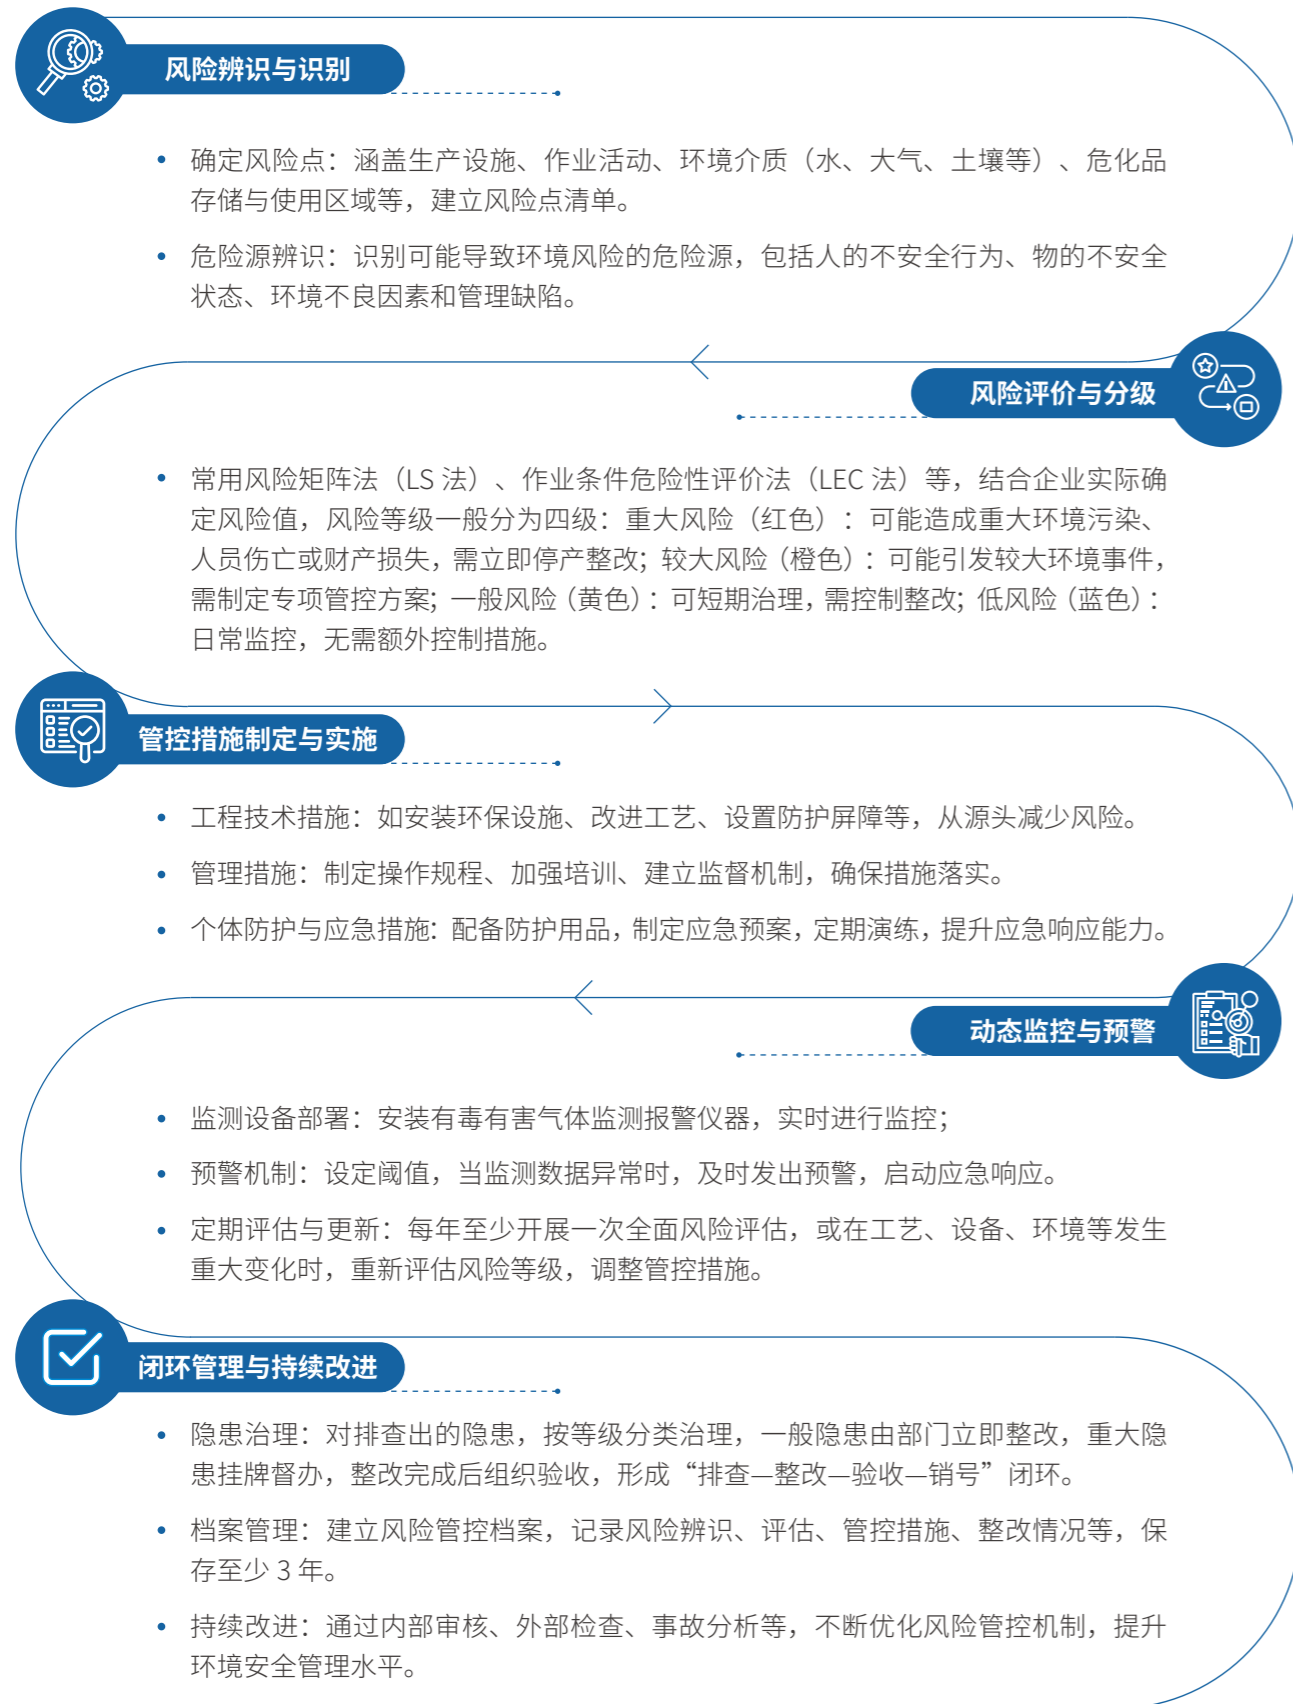 风险辨识与识别
• 确定风险点：涵盖生产设施、作业活动、环境介质（水、大气、土壤等）、危化品
存储与使用区域等，建立风险点清单。
• 危险源辨识：识别可能导致环境风险的危险源，包括人的不安全行为、物的不安全
状态、环境不良因素和管理缺陷。
风险评价与分级
• 常用风险矩阵法（LS 法）、作业条件危险性评价法（LEC 法）等，结合企业实际确
定风险值，风险等级一般分为四级：重大风险（红色）：可能造成重大环境污染、
人员伤亡或财产损失，需立即停产整改；较大风险（橙色）：可能引发较大环境事件，
需制定专项管控方案；一般风险（黄色）：可短期治理，需控制整改；低风险（蓝色）：
日常监控，无需额外控制措施。
管控措施制定与实施
• 工程技术措施：如安装环保设施、改进工艺、设置防护屏障等，从源头减少风险。
• 管理措施：制定操作规程、加强培训、建立监督机制，确保措施落实。
• 个体防护与应急措施：配备防护用品，制定应急预案，定期演练，提升应急响应能力。
动态监控与预警
• 监测设备部署：安装有毒有害气体监测报警仪器，实时进行监控；
• 预警机制：设定阈值，当监测数据异常时，及时发出预警，启动应急响应。
• 定期评估与更新：每年至少开展一次全面风险评估，或在工艺、设备、环境等发生
重大变化时，重新评估风险等级，调整管控措施。
闭环管理与持续改进
• 隐患治理：对排查出的隐患，按等级分类治理，一般隐患由部门立即整改，重大隐
患挂牌督办，整改完成后组织验收，形成“排查—整改—验收—销号”闭环。
• 档案管理：建立风险管控档案，记录风险辨识、评估、管控措施、整改情况等，保
存至少 3 年。
• 持续改进：通过内部审核、外部检查、事故分析等，不断优化风险管控机制，提升
环境安全管理水平。